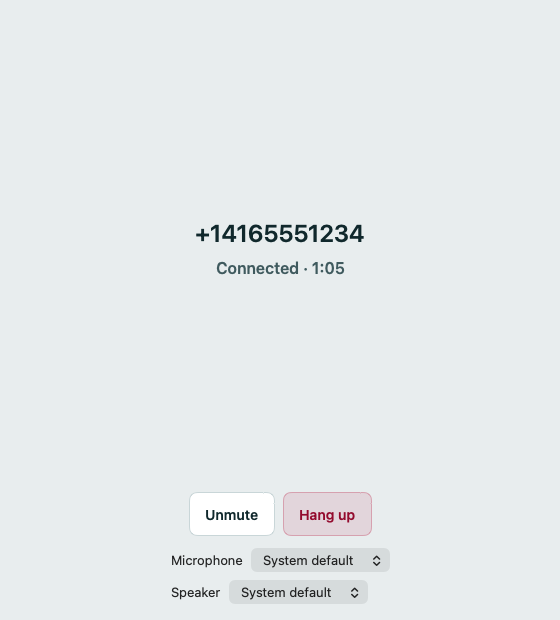 +14165551234
Connected · 1:05
Unmute Hang up
Microphone System default
Speaker System default